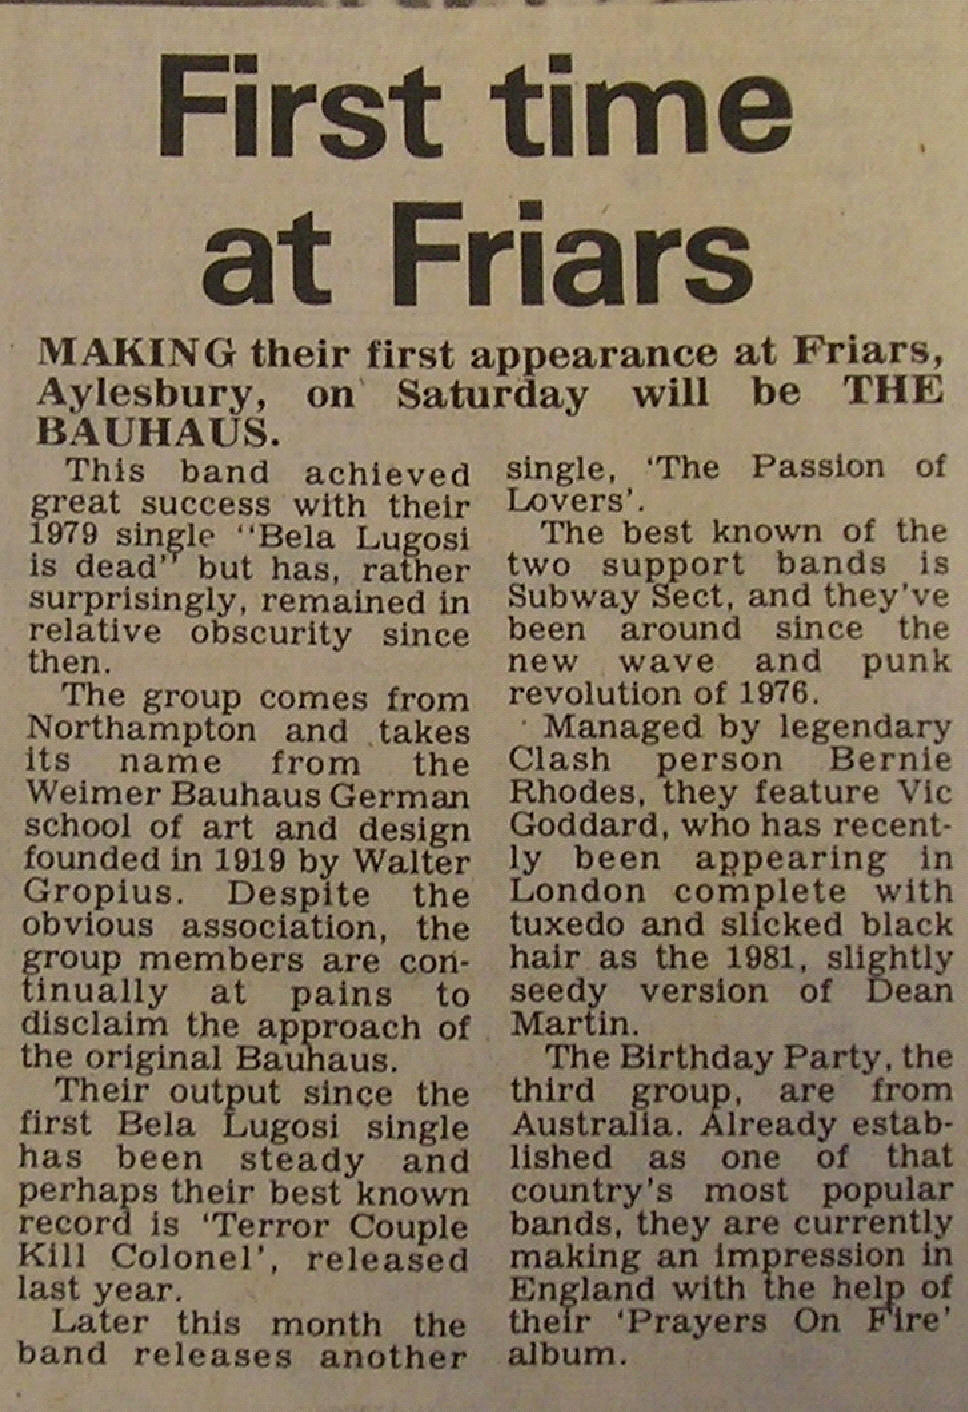 First time
at Friars
MAKING their first appearance at Friars,
Aylesbury, on Saturday will be THE
BAUHAUS.
This band achieved
great success with their
1979 single "Bela Lugosi
is dead" but has, rather
surprisingly, remained in
relative obscurity since
then.
The group comes from
Northampton and takes
its name from the
Weimer Bauhaus German
school of art and design
founded in 1919 by Walter
Gropius. Despite the
obvious association, the
group members are con-
tinually at pains to
disclaim the approach of
the original Bauhaus.
Their output since the
first Bela Lugosi single
has been steady and
perhaps their best known
record is 'Terror Couple
Kill Colonel', released
last year.
Later this month the
band releases another
single, 'The Passion of
Lovers'.
The best known of the
two support bands is
Subway Sect, and they've
been around since the
new wave and punk
revolution of 1976.
Managed by legendary
Clash person Bernie
Rhodes, they feature Vic
Goddard, who has recent-
ly been appearing in
London complete with
tuxedo and slicked black
hair as the 1981, slightly
seedy version of Dean
Martin.
The Birthday Party, the
third group, are from
Australia. Already estab-
lished as one of that
country's most popular
bands, they are currently
making an impression in
England with the help of
their 'Prayers On Fire'
album.